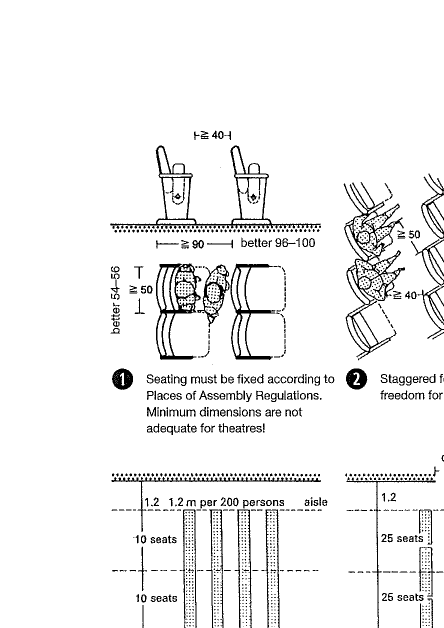 ≧ 40
≧ 90 better 96–100
better 54–56
≧ 50
≧ 50
≧ 40
1 Seating must be fixed according to
Places of Assembly Regulations.
Minimum dimensions are not
adequate for theatres!
2 Staggered
freedom for
1.2 1.2 m per 200 persons aisle
10 seats
10 seats
1.2
25 seats
25 seats